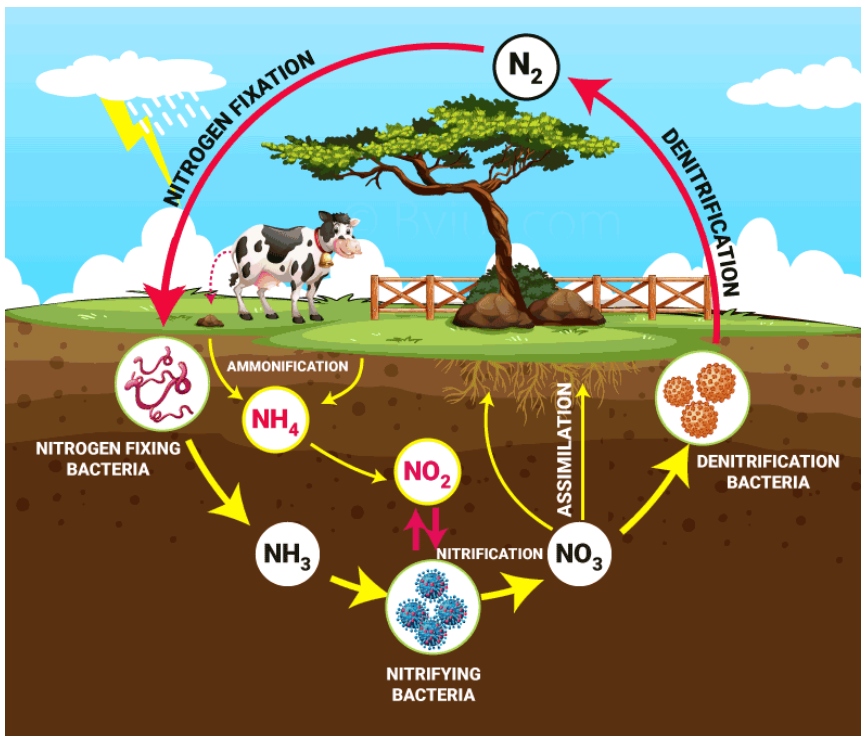 N₂
NITROGEN FIXATION
DENITRIFICATION
AMMONIFICATION
NH₄
NITROGEN FIXING
BACTERIA
NO₂
ASSIMILATION
DENITRIFICATION
BACTERIA
NH₃
NITRIFICATION
NO₃
NITRIFYING
BACTERIA